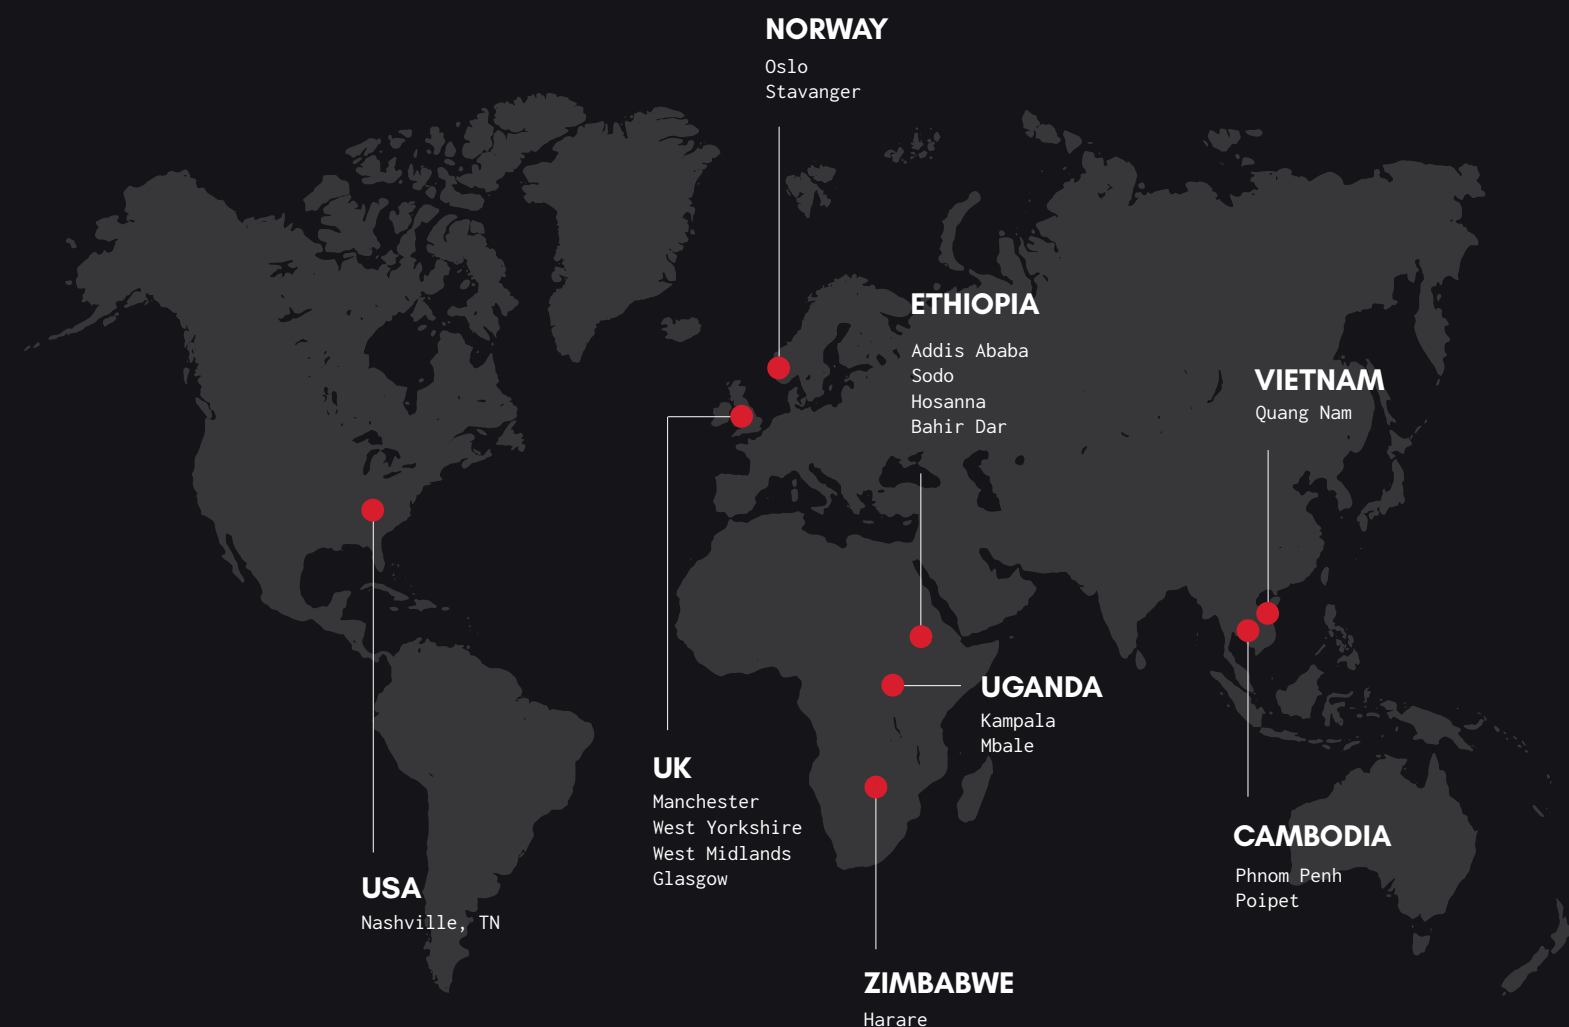 NORWAY
Oslo
Stavanger
ETHIOPIA
Addis Ababa
Sodo
Hosanna
Bahir Dar
VIETNAM
Quang Nam
UGANDA
Kampala
Mbale
UK
Manchester
West Yorkshire
West Midlands
Glasgow
CAMBODIA
Phnom Penh
Poipet
USA
Nashville, TN
ZIMBABWE
Harare